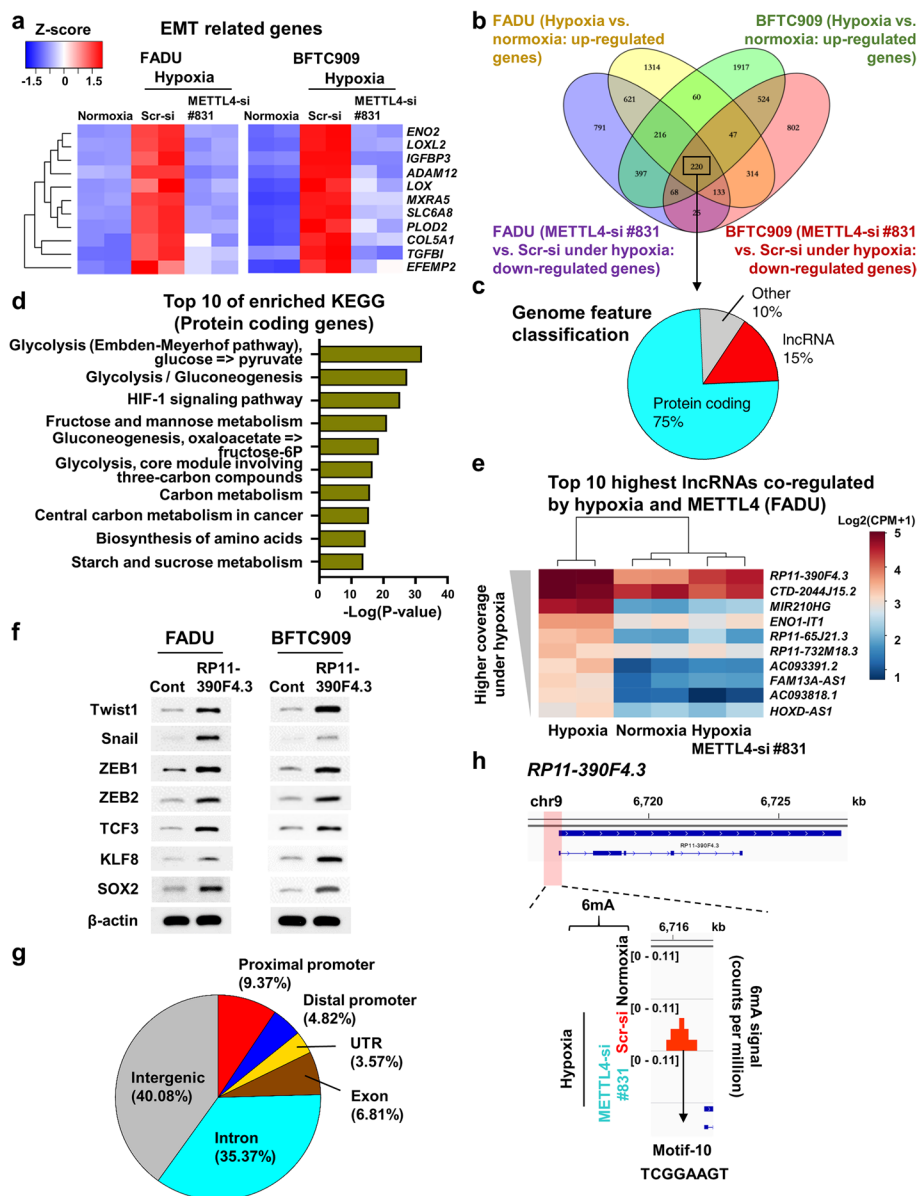 a
EMT related genes
Z-score
-1.5 0 1.5
FADU
Hypoxia
Normoxia Scr-si METTL4-si #831
BFTC909
Hypoxia
Normoxia Scr-si METTL4-si #831
ENO2
LOXL2
IGFBP3
ADAM12
LOX
MXRA5
SLC6A8
PLOD2
COL5A1
TGFBI
EFEMP2
b
FADU (Hypoxia vs.
normoxia: up-regulated
genes)
BFTC909 (Hypoxia vs.
normoxia: up-regulated
genes)
1314 1917
621 60 524
791 216 47 802
220
397 314
68 133
25
FADU (METTL4-si #831
vs. Scr-si under hypoxia:
down-regulated genes)
BFTC909 (METTL4-si #831
vs. Scr-si under hypoxia:
down-regulated genes)
c
Genome feature
classification
Other
10%
lncRNA
15%
Protein coding
75%
d
Top 10 of enriched KEGG
(Protein coding genes)
Glycolysis (Embden-Meyerhof pathway),
glucose => pyruvate
Glycolysis / Gluconeogenesis
HIF-1 signaling pathway
Fructose and mannose metabolism
Gluconeogenesis, oxaloacetate =>
fructose-6P
Glycolysis, core module involving
three-carbon compounds
Carbon metabolism
Central carbon metabolism in cancer
Biosynthesis of amino acids
Starch and sucrose metabolism
0 10 20 30 40
-Log(P-value)
e
Top 10 highest lncRNAs co-regulated
by hypoxia and METTL4 (FADU)
Log2(CPM+1)
5
4
3
2
1
Higher coverage
under hypoxia
RP11-390F4.3
CTD-2044J15.2
MIR210HG
ENO1-IT1
RP11-65J21.3
RP11-732M18.3
AC093391.2
FAM13A-AS1
AC093818.1
HOXD-AS1
Hypoxia Normoxia Hypoxia
METTL4-si #831
f
FADU
Cont RP11-
390F4.3
BFTC909
Cont RP11-
390F4.3
Twist1
Snail
ZEB1
ZEB2
TCF3
KLF8
SOX2
β-actin
g
Proximal promoter
(9.37%)
Distal promoter
(4.82%)
UTR
(3.57%)
Exon
(6.81%)
Intron
(35.37%)
Intergenic
(40.08%)
h
RP11-390F4.3
chr9 6,720 6,725 kb
RP11-390F4.3
6mA
6,716 kb
Normoxia
[0 - 0.11]
Hypoxia
Scr-si
[0 - 0.11]
METTL4-si
#831
[0 - 0.11]
6mA signal
(counts per million)
Motif-10
TCGGAAGT